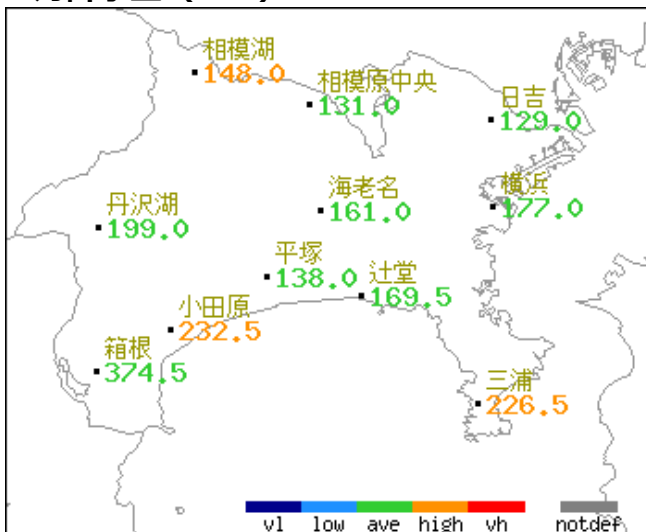 相模湖
148.0
相模原中央
131.0
日吉
129.0
丹沢湖
199.0
海老名
161.0
横浜
177.0
平塚
138.0
辻堂
169.5
小田原
232.5
箱根
374.5
三浦
226.5
vl low ave high vh notdef